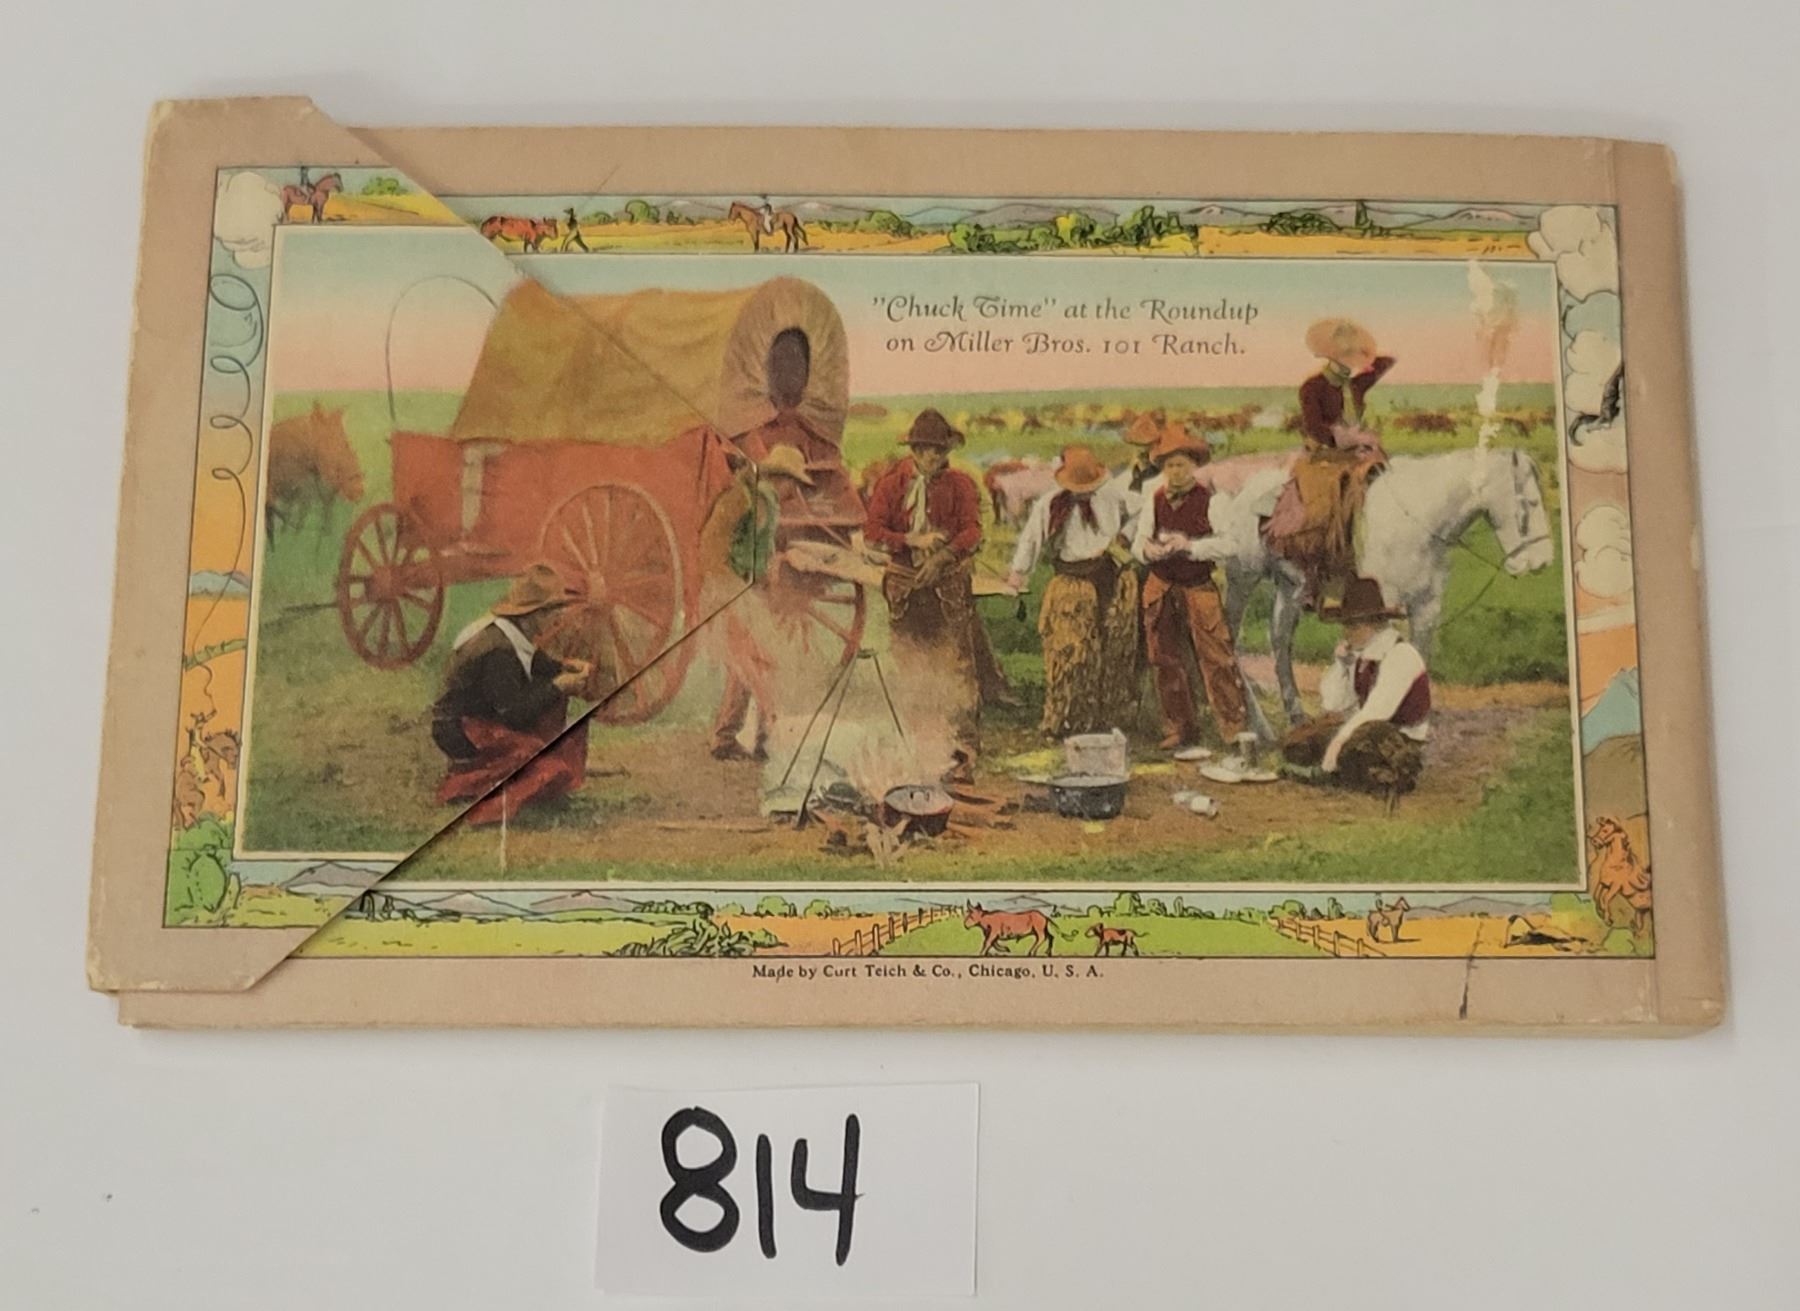 "Chuck Time" at the Roundup
on Miller Bros. 101 Ranch.
Made by Curt Teich & Co., Chicago, U. S. A.
814